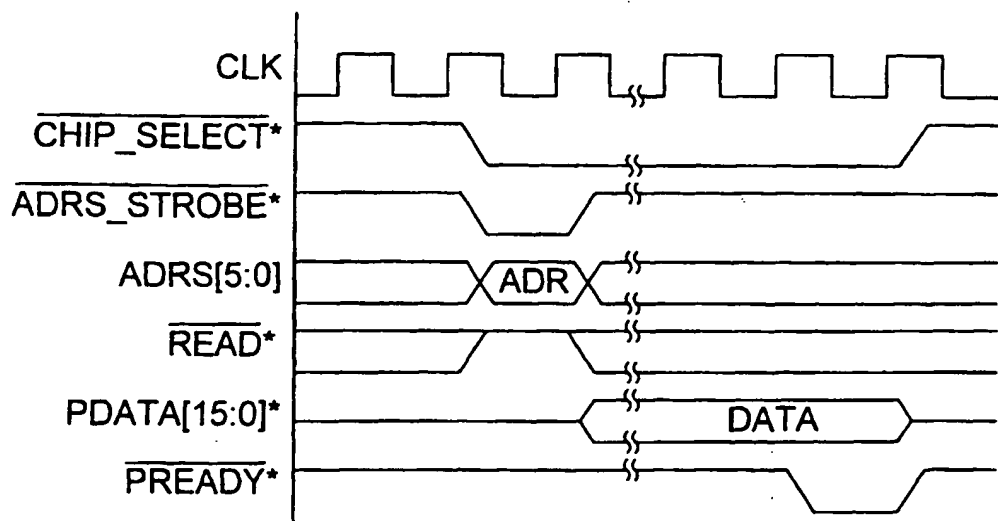 CLK
CHIP_SELECT*
ADRS_STROBE*
ADRS[5:0]
ADR
READ*
PDATA[15:0]*
DATA
PREADY*